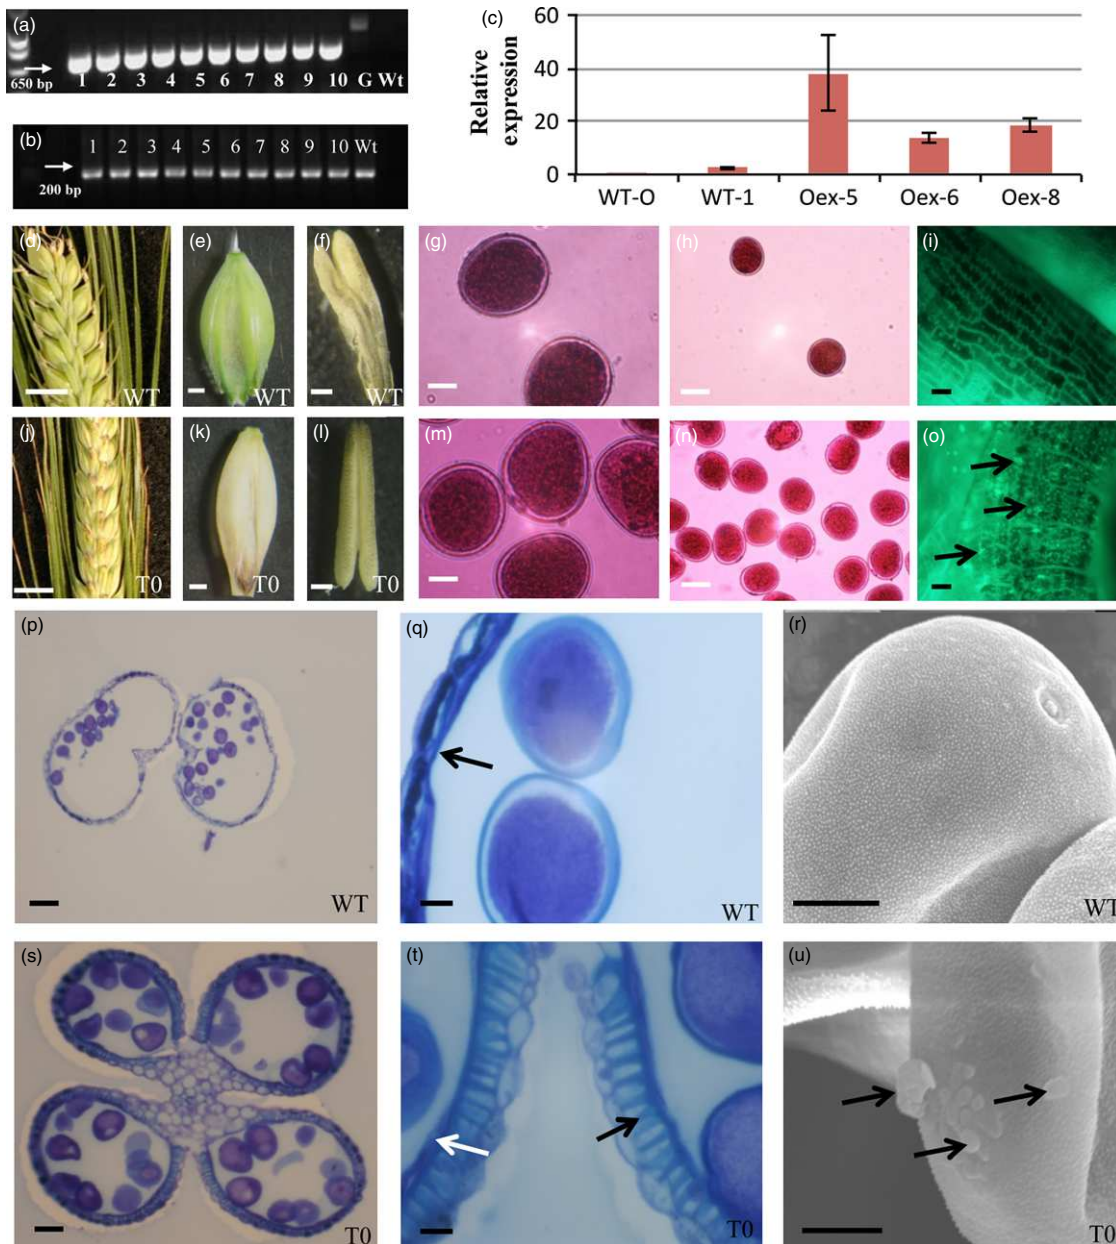 (a)
650 bp
1 2 3 4 5 6 7 8 9 10 G Wt
(b)
200 bp
1 2 3 4 5 6 7 8 9 10 Wt
(c)
Relative
expression
60
40
20
0
WT-O WT-1 Oex-5 Oex-6 Oex-8
(d) WT
(e) WT
(f) WT
(g)
(h)
(i)
(j) T0
(k) T0
(l) T0
(m)
(n)
(o)
(p) WT
(q) WT
(r) WT
(s) T0
(t) T0
(u) T0